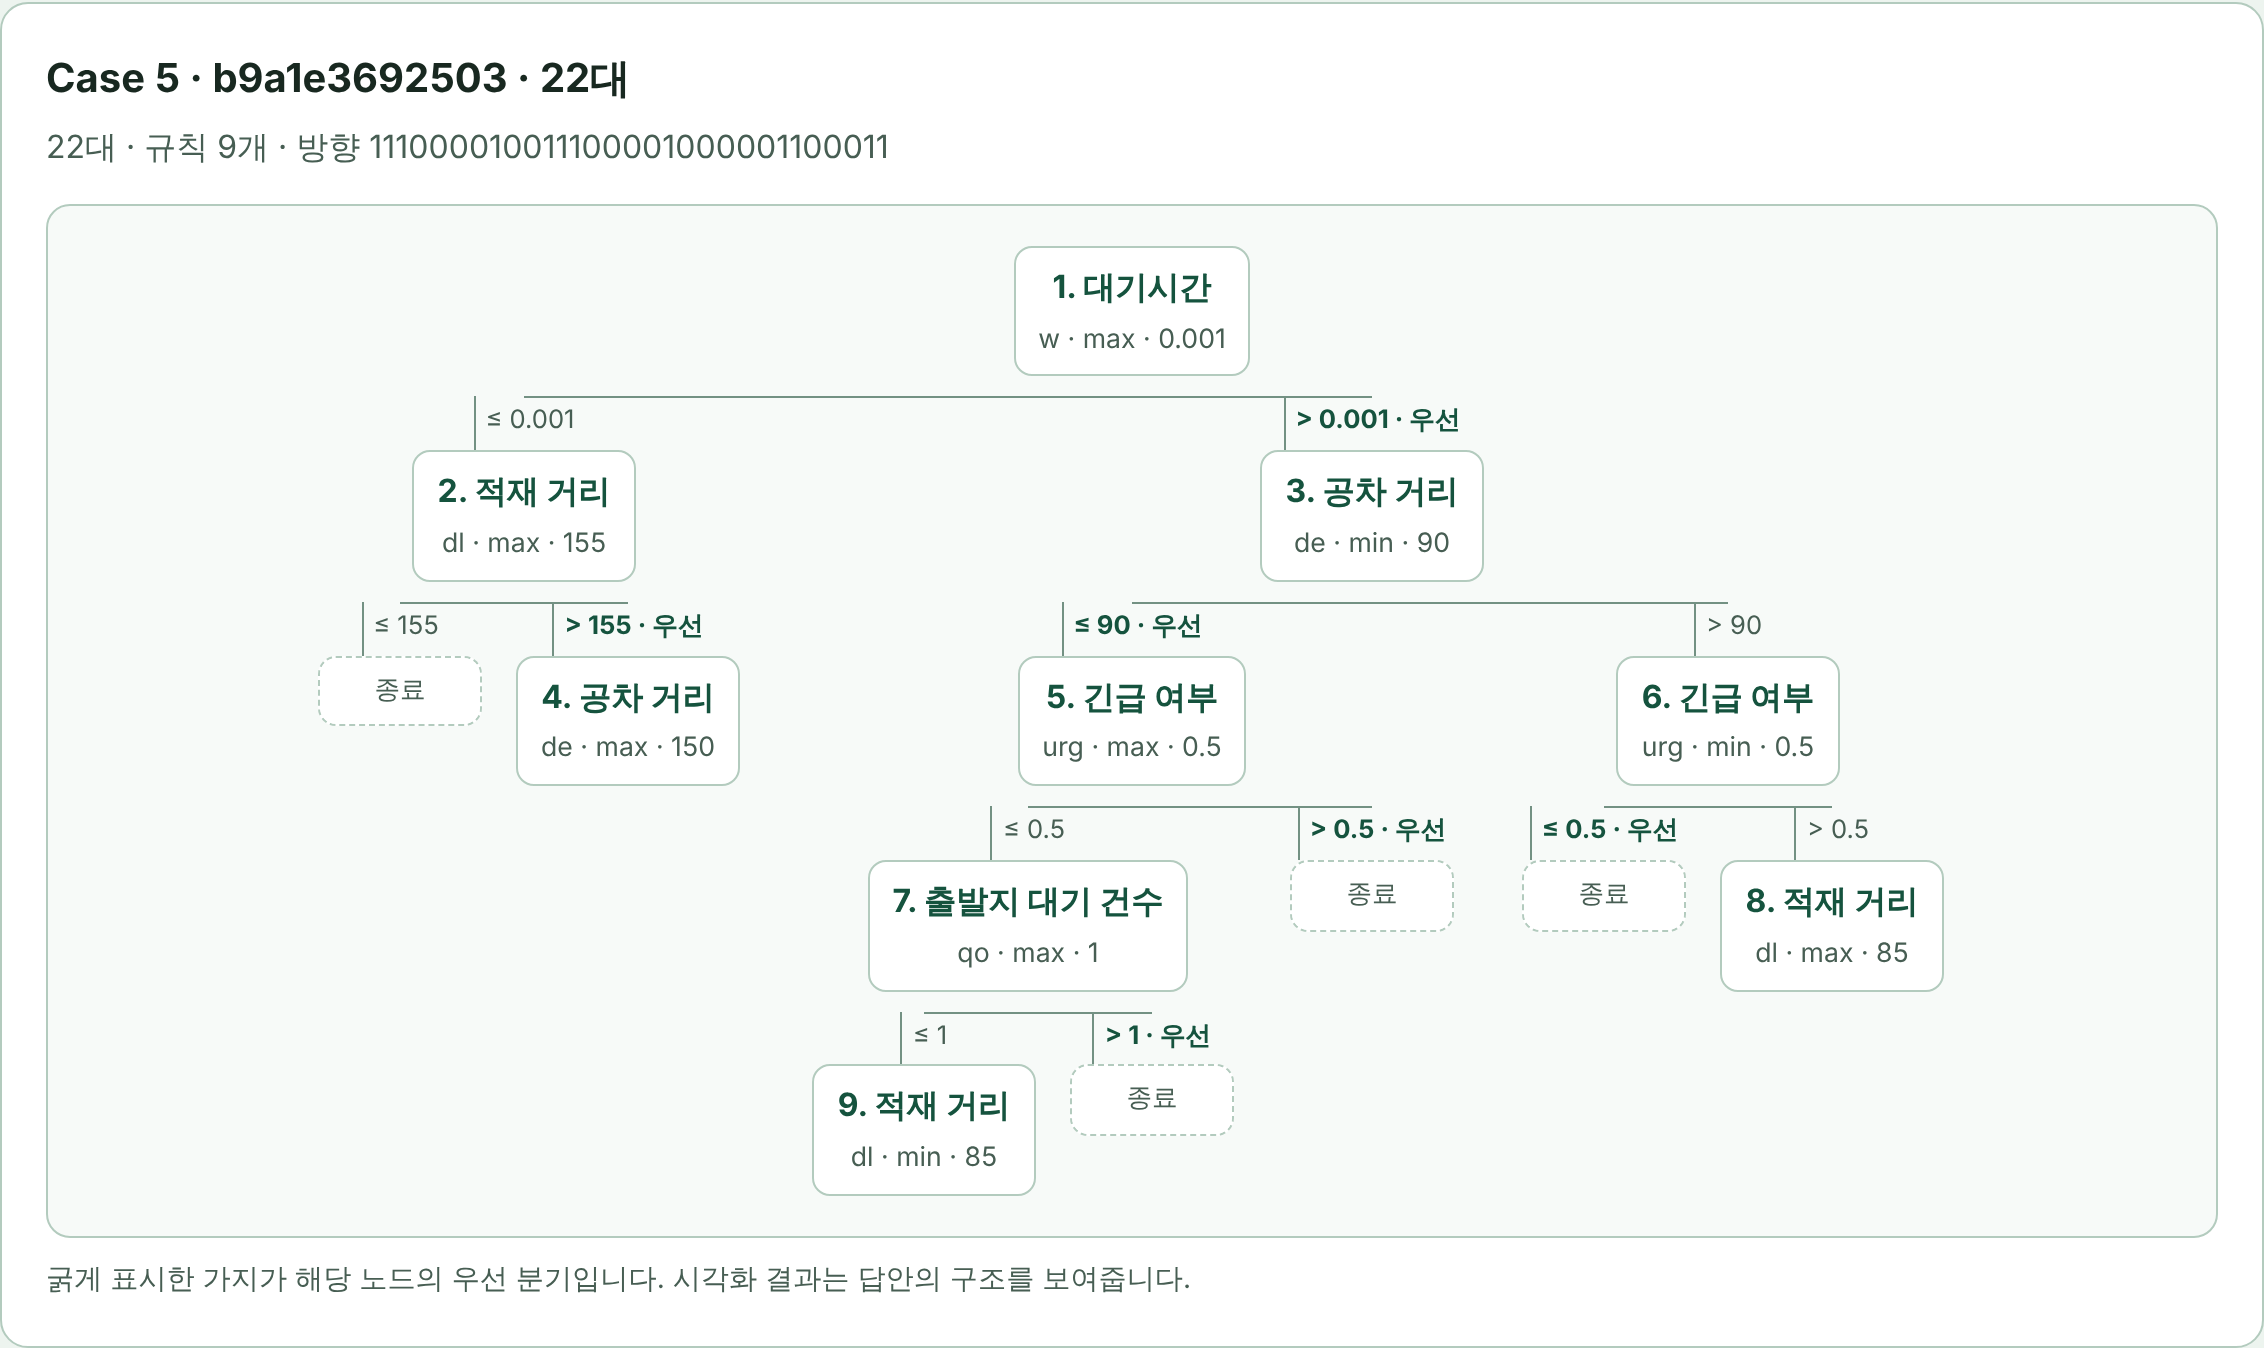 Case 5 · b9a1e3692503 · 22대
22대 · 규칙 9개 · 방향 11100001001110000100000110​0011
1. 대기시간
w · max · 0.001
≤ 0.001
> 0.001 · 우선
2. 적재 거리
dl · max · 155
3. 공차 거리
de · min · 90
≤ 155
> 155 · 우선
≤ 90 · 우선
> 90
종료
4. 공차 거리
de · max · 150
5. 긴급 여부
urg · max · 0.5
6. 긴급 여부
urg · min · 0.5
≤ 0.5
> 0.5 · 우선
≤ 0.5 · 우선
> 0.5
7. 출발지 대기 건수
qo · max · 1
종료
종료
8. 적재 거리
dl · max · 85
≤ 1
> 1 · 우선
9. 적재 거리
dl · min · 85
종료
굵게 표시한 가지가 해당 노드의 우선 분기입니다. 시각화 결과는 답안의 구조를 보여줍니다.